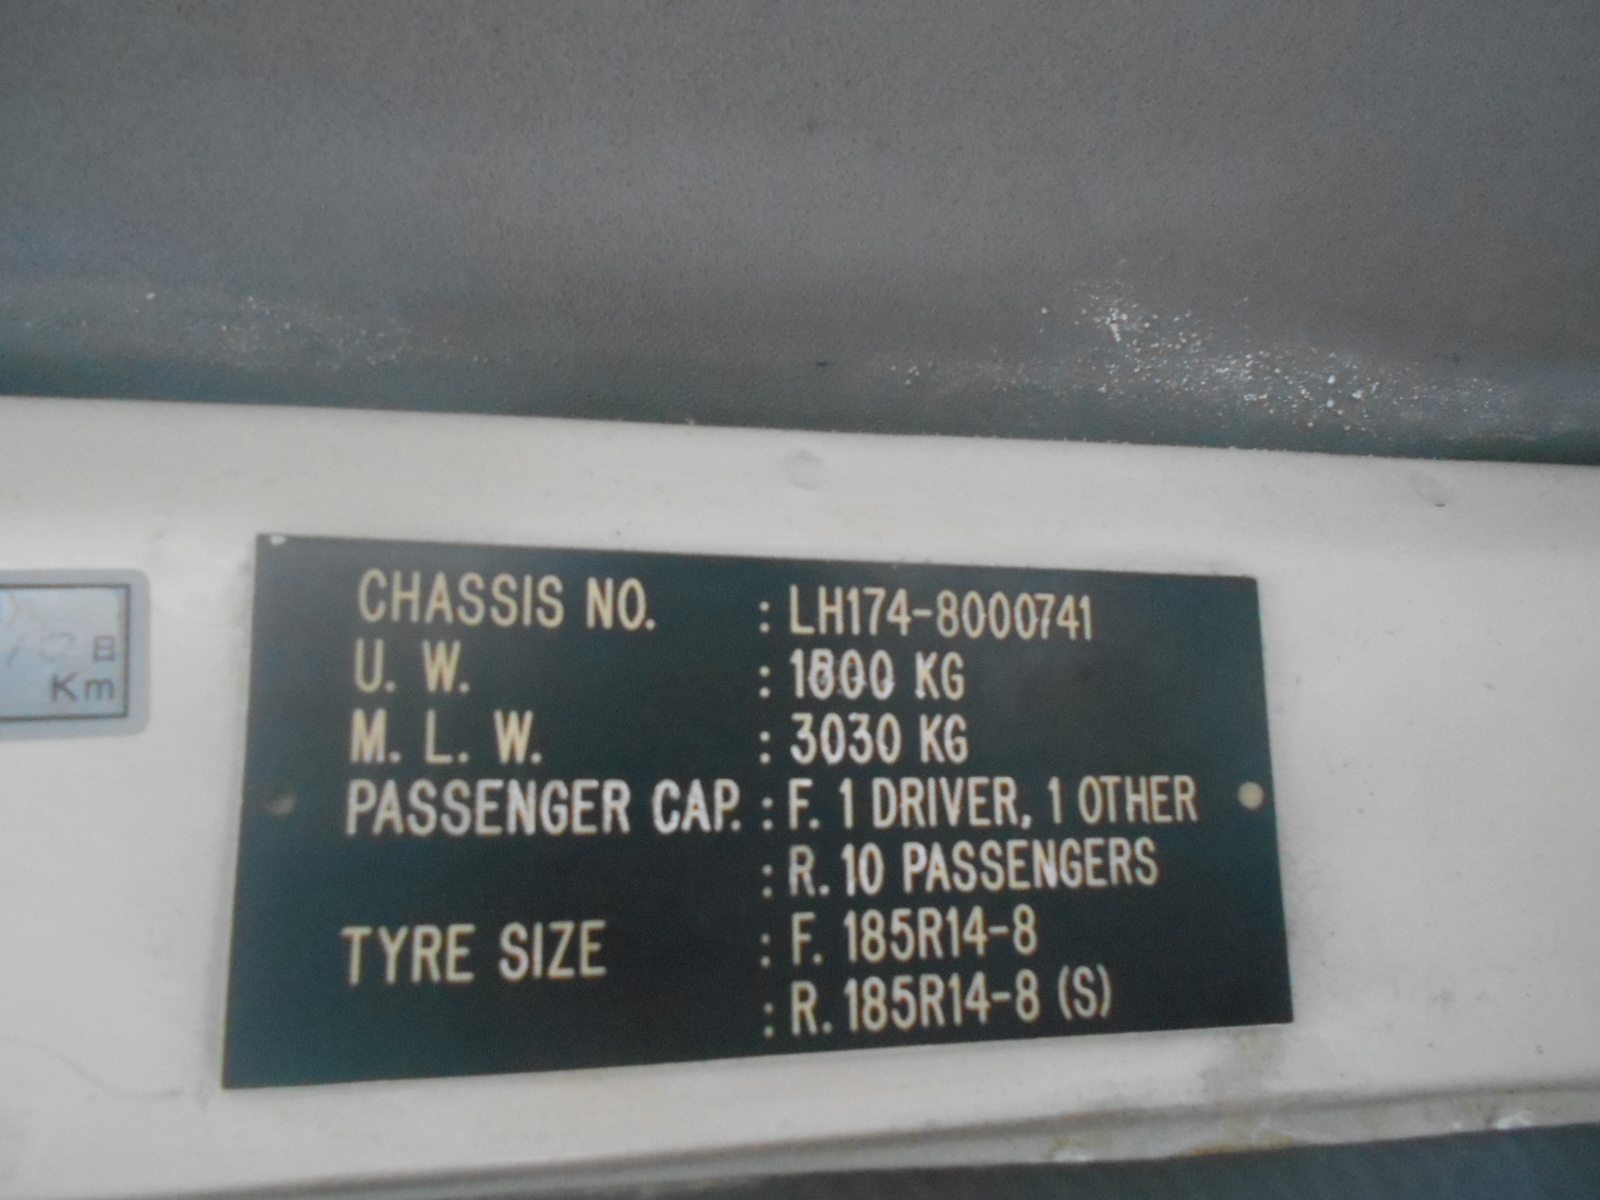 CHASSIS NO. : LH174-8000741
U. W. : 1800 KG
M. L. W. : 3030 KG
PASSENGER CAP. : F. 1 DRIVER, 1 OTHER
: R. 10 PASSENGERS
TYRE SIZE : F. 185R14-8
: R. 185R14-8 (S)
日
Km